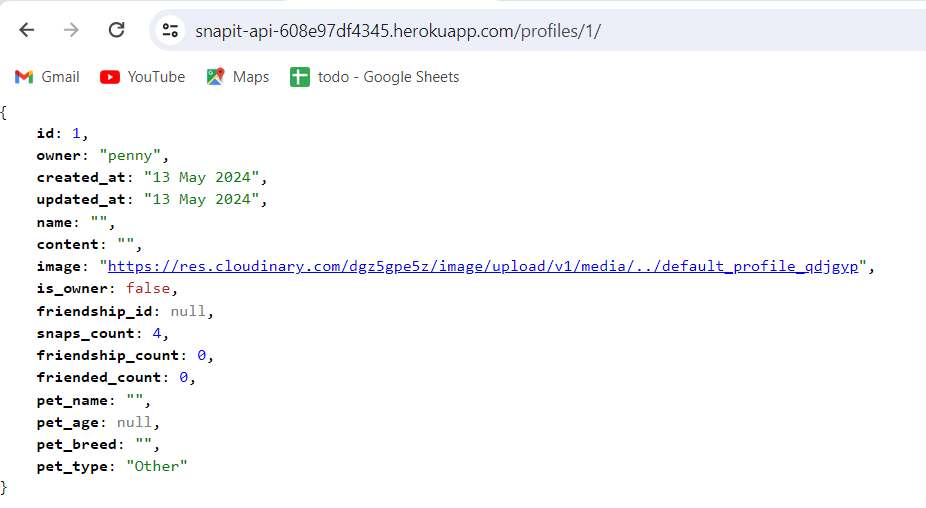 snapit-api-608e97df4345.herokuapp.com/profiles/1/
Gmail YouTube Maps todo - Google Sheets
{
id: 1,
owner: "penny",
created_at: "13 May 2024",
updated_at: "13 May 2024",
name: "",
content: "",
image: "https://res.cloudinary.com/dgz5gpe5z/image/upload/v1/media/../default_profile_qdjgyp",
is_owner: false,
friendship_id: null,
snaps_count: 4,
friendship_count: 0,
friended_count: 0,
pet_name: "",
pet_age: null,
pet_breed: "",
pet_type: "Other"
}